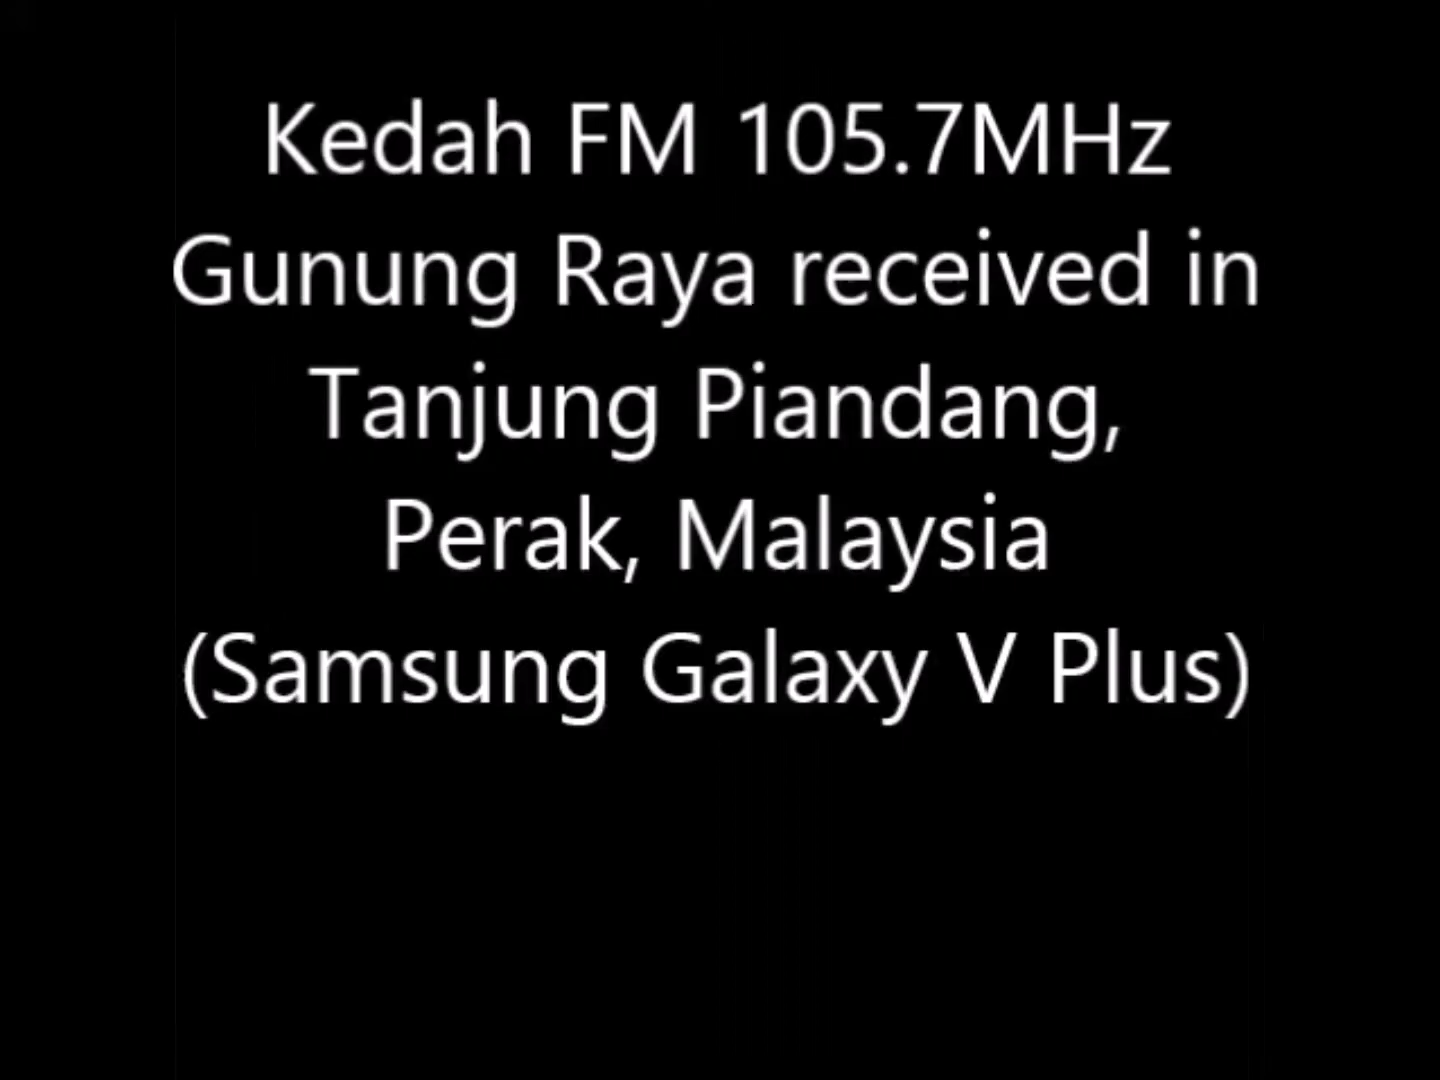 Kedah FM 105.7MHz
Gunung Raya received in
Tanjung Piandang,
Perak, Malaysia
(Samsung Galaxy V Plus)